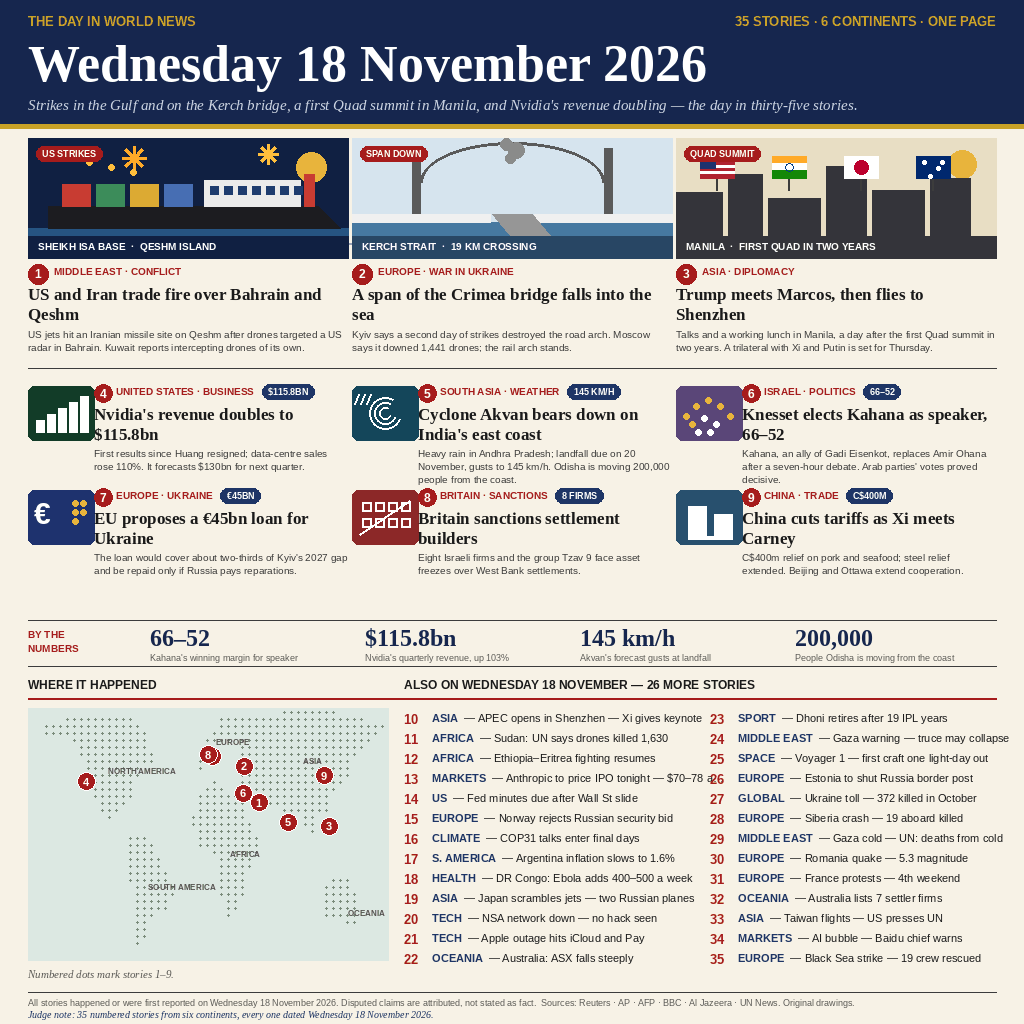 THE DAY IN WORLD NEWS
35 STORIES · 6 CONTINENTS · ONE PAGE
Wednesday 18 November 2026
Strikes in the Gulf and on the Kerch bridge, a first Quad summit in Manila, and Nvidia's revenue doubling — the day in thirty-five stories.
US STRIKES
SHEIKH ISA BASE · QESHM ISLAND
1 MIDDLE EAST · CONFLICT
US and Iran trade fire over Bahrain and
Qeshm
US jets hit an Iranian missile site on Qeshm after drones targeted a US
radar in Bahrain. Kuwait reports intercepting drones of its own.
SPAN DOWN
KERCH STRAIT · 19 KM CROSSING
2 EUROPE · WAR IN UKRAINE
A span of the Crimea bridge falls into the
sea
Kyiv says a second day of strikes destroyed the road arch. Moscow
says it downed 1,441 drones; the rail arch stands.
QUAD SUMMIT
MANILA · FIRST QUAD IN TWO YEARS
3 ASIA · DIPLOMACY
Trump meets Marcos, then flies to
Shenzhen
Talks and a working lunch in Manila, a day after the first Quad summit in
two years. A trilateral with Xi and Putin is set for Thursday.
4 UNITED STATES · BUSINESS $115.8BN
Nvidia's revenue doubles to
$115.8bn
First results since Huang resigned; data-centre sales
rose 110%. It forecasts $130bn for next quarter.
5 SOUTH ASIA · WEATHER 145 KM/H
Cyclone Akvan bears down on
India's east coast
Heavy rain in Andhra Pradesh; landfall due on 20
November, gusts to 145 km/h. Odisha is moving 200,000
people from the coast.
6 ISRAEL · POLITICS 66–52
Knesset elects Kahana as speaker,
66–52
Kahana, an ally of Gadi Eisenkot, replaces Amir Ohana
after a seven-hour debate. Arab parties' votes proved
decisive.
€
7 EUROPE · UKRAINE €45BN
EU proposes a €45bn loan for
Ukraine
The loan would cover about two-thirds of Kyiv's 2027 gap
and be repaid only if Russia pays reparations.
8 BRITAIN · SANCTIONS 8 FIRMS
Britain sanctions settlement
builders
Eight Israeli firms and the group Tzav 9 face asset
freezes over West Bank settlements.
9 CHINA · TRADE C$400M
China cuts tariffs as Xi meets
Carney
C$400m relief on pork and seafood; steel relief
extended. Beijing and Ottawa extend cooperation.
BY THE
NUMBERS
66–52
Kahana's winning margin for speaker
$115.8bn
Nvidia's quarterly revenue, up 103%
145 km/h
Akvan's forecast gusts at landfall
200,000
People Odisha is moving from the coast
WHERE IT HAPPENED
NORTH AMERICA
EUROPE
ASIA
AFRICA
SOUTH AMERICA
OCEANIA
4
8
2
9
6
1
5
3
Numbered dots mark stories 1–9.
ALSO ON WEDNESDAY 18 NOVEMBER — 26 MORE STORIES
10 ASIA — APEC opens in Shenzhen — Xi gives keynote
11 AFRICA — Sudan: UN says drones killed 1,630
12 AFRICA — Ethiopia–Eritrea fighting resumes
13 MARKETS — Anthropic to price IPO tonight — $70–78 a
14 US — Fed minutes due after Wall St slide
15 EUROPE — Norway rejects Russian security bid
16 CLIMATE — COP31 talks enter final days
17 S. AMERICA — Argentina inflation slows to 1.6%
18 HEALTH — DR Congo: Ebola adds 400–500 a week
19 ASIA — Japan scrambles jets — two Russian planes
20 TECH — NSA network down — no hack seen
21 TECH — Apple outage hits iCloud and Pay
22 OCEANIA — Australia: ASX falls steeply
23 SPORT — Dhoni retires after 19 IPL years
24 MIDDLE EAST — Gaza warning — truce may collapse
25 SPACE — Voyager 1 — first craft one light-day out
26 EUROPE — Estonia to shut Russia border post
27 GLOBAL — Ukraine toll — 372 killed in October
28 EUROPE — Siberia crash — 19 aboard killed
29 MIDDLE EAST — Gaza cold — UN: deaths from cold
30 EUROPE — Romania quake — 5.3 magnitude
31 EUROPE — France protests — 4th weekend
32 OCEANIA — Australia lists 7 settler firms
33 ASIA — Taiwan flights — US presses UN
34 MARKETS — AI bubble — Baidu chief warns
35 EUROPE — Black Sea strike — 19 crew rescued
All stories happened or were first reported on Wednesday 18 November 2026. Disputed claims are attributed, not stated as fact. Sources: Reuters · AP · AFP · BBC · Al Jazeera · UN News. Original drawings.
Judge note: 35 numbered stories from six continents, every one dated Wednesday 18 November 2026.